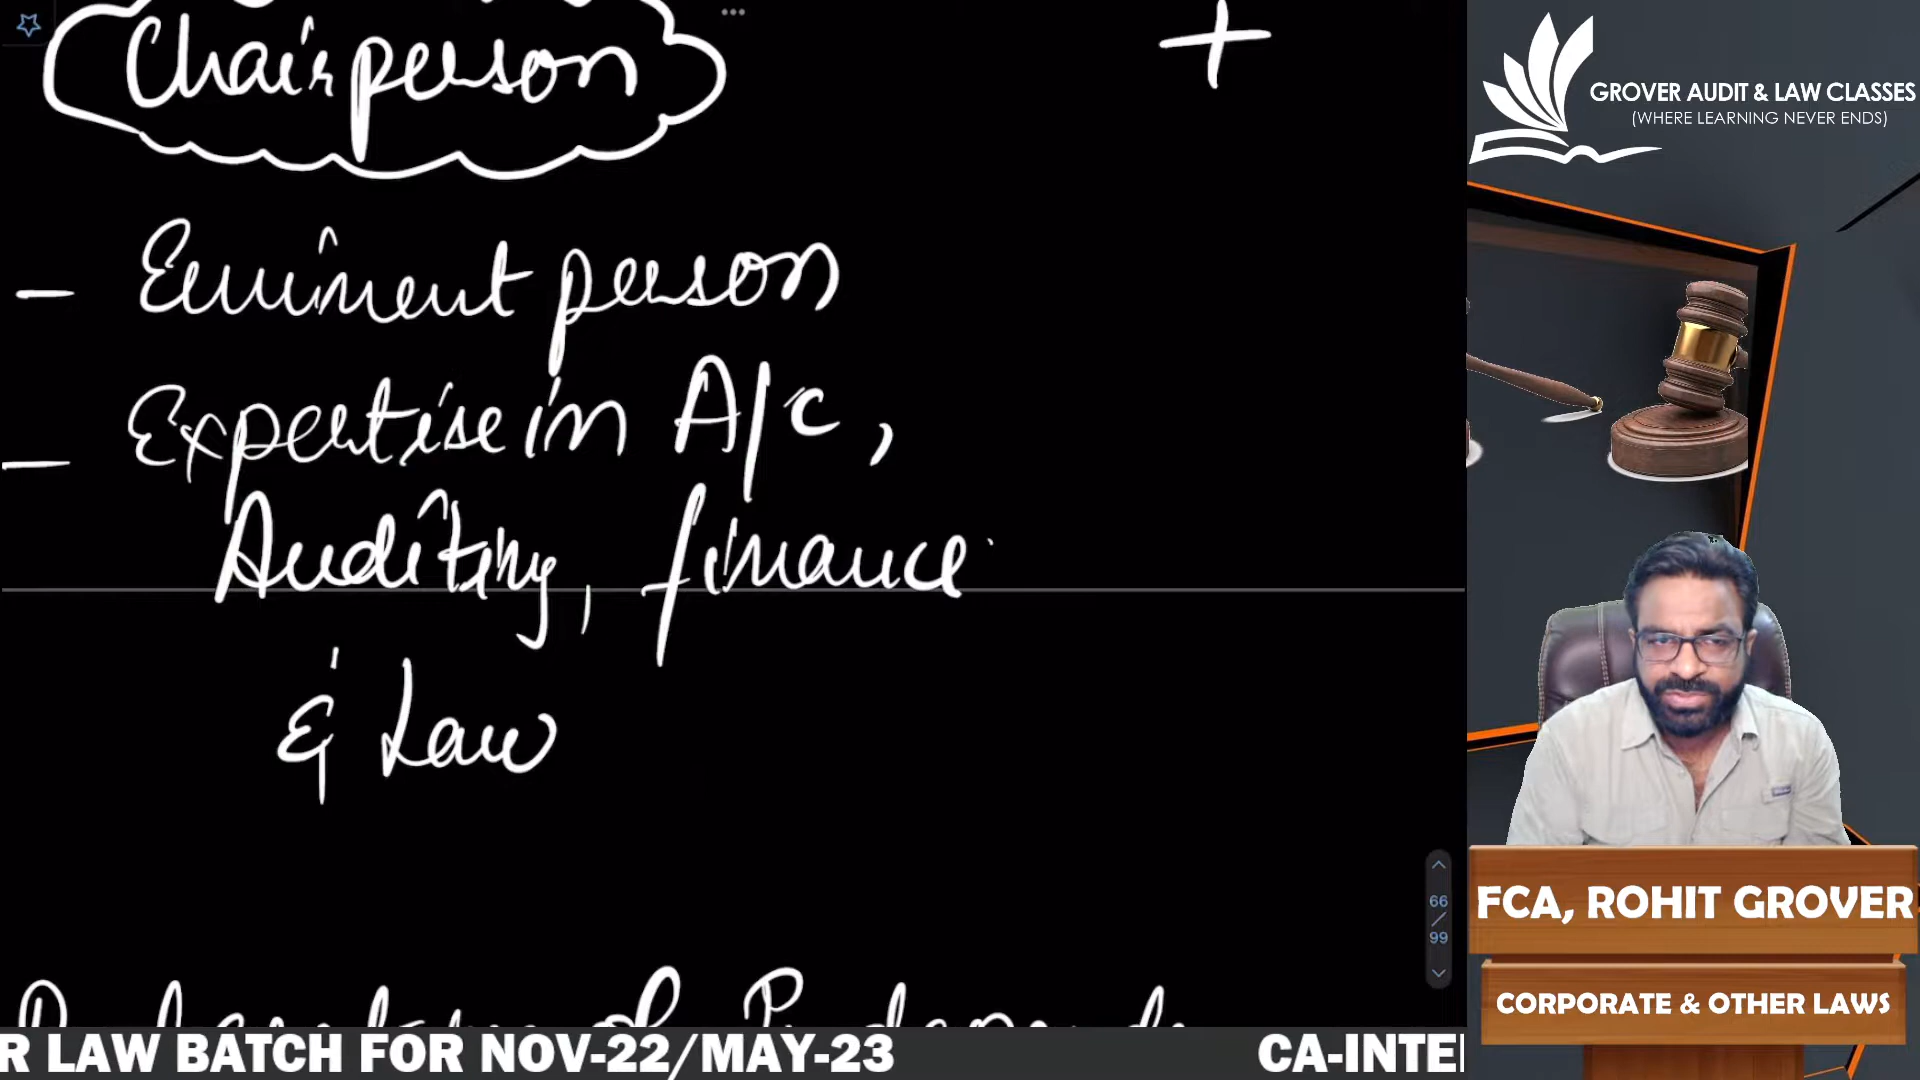 Chairperson
+
- Eminent person
- Expertise in A/c,
Auditing, finance
& Law
66
99
GROVER AUDIT & LAW CLASSES
(WHERE LEARNING NEVER ENDS)
FCA, ROHIT GROVER
CORPORATE & OTHER LAWS
R LAW BATCH FOR NOV-22/MAY-23 CA-INTE